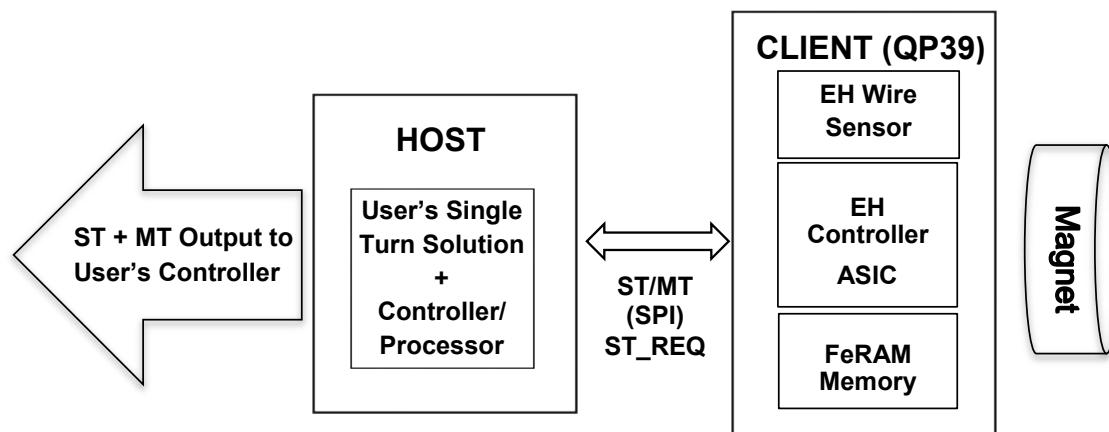 ST + MT Output to
User's Controller
HOST
User's Single
Turn Solution
+
Controller/
Processor
ST/MT
(SPI)
ST_REQ
CLIENT (QP39)
EH Wire
Sensor
EH
Controller
ASIC
FeRAM
Memory
Magnet